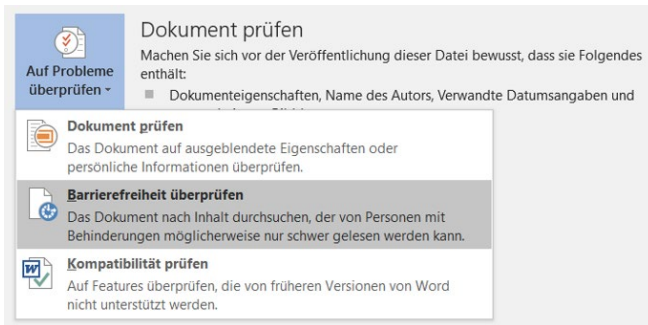 Dokument prüfen
Machen Sie sich vor der Veröffentlichung dieser Datei bewusst, dass sie Folgendes
enthält:
Auf Probleme
überprüfen
Dokumenteigenschaften, Name des Autors, Verwandte Datumsangaben und
Dokument prüfen
Das Dokument auf ausgeblendete Eigenschaften oder
persönliche Informationen überprüfen.
Barrierefreiheit überprüfen
Das Dokument nach Inhalt durchsuchen, der von Personen mit
Behinderungen möglicherweise nur schwer gelesen werden kann.
Kompatibilität prüfen
Auf Features überprüfen, die von früheren Versionen von Word
nicht unterstützt werden.